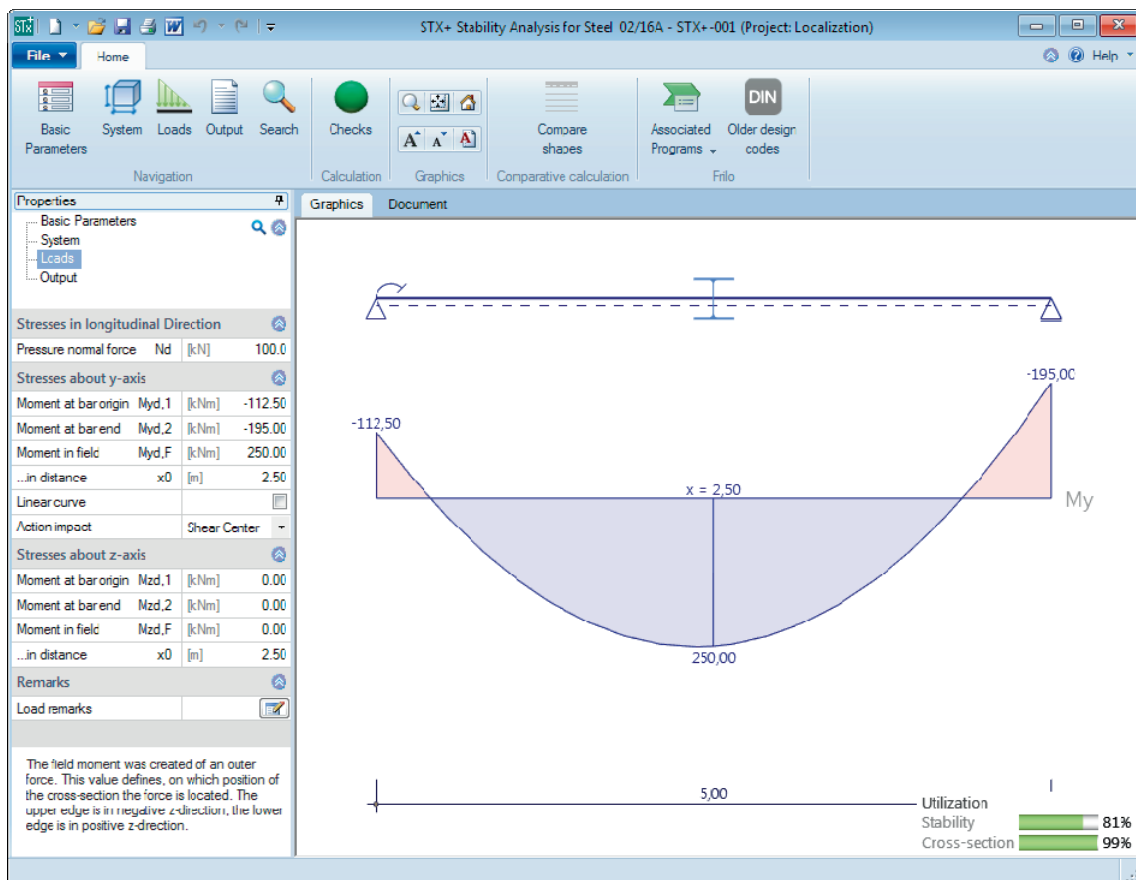 STX+ STX+ Stability Analysis for Steel 02/16A - STX+-001 (Project: Localization)
File Home Help
Basic Parameters System Loads Output Search Checks Compare shapes Associated Programs DIN Older design codes
Navigation Calculation Graphics Comparative calculation Frilo
Properties Graphics Document
Basic Parameters
System
Loads
Output
Stresses in longitudinal Direction
Pressure normal force Nd [kN] 100.0
Stresses about y-axis
Moment at bar origin Myd,1 [kNm] -112.50
Moment at bar end Myd,2 [kNm] -195.00
Moment in field Myd,F [kNm] 250.00
...in distance x0 [m] 2.50
Linear curve
Action impact Shear Center
Stresses about z-axis
Moment at bar origin Mzd,1 [kNm] 0.00
Moment at bar end Mzd,2 [kNm] 0.00
Moment in field Mzd,F [kNm] 0.00
...in distance x0 [m] 2.50
Remarks
Load remarks
The field moment was created of an outer
force. This value defines, on which position of
the cross-section the force is located. The
upper edge is in negative z-direction, the lower
edge is in positive z-direction.
-195,00
-112,50
x = 2,50
My
250,00
5,00
Utilization
Stability 81%
Cross-section 99%